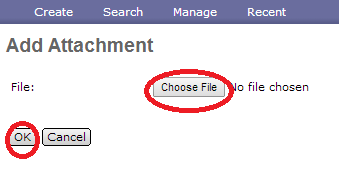 Create Search Manage Recent
Add Attachment
File: Choose File No file chosen
OK Cancel